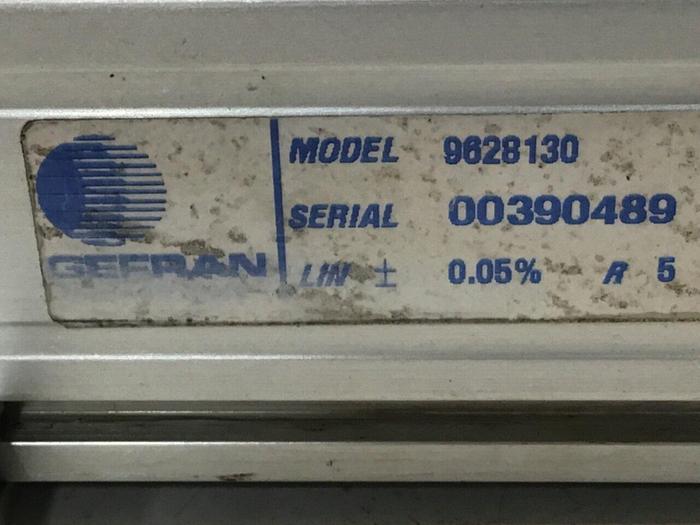 MODEL 9628130
SERIAL 00390489
GEFRAN
LIN ± 0.05% R 5